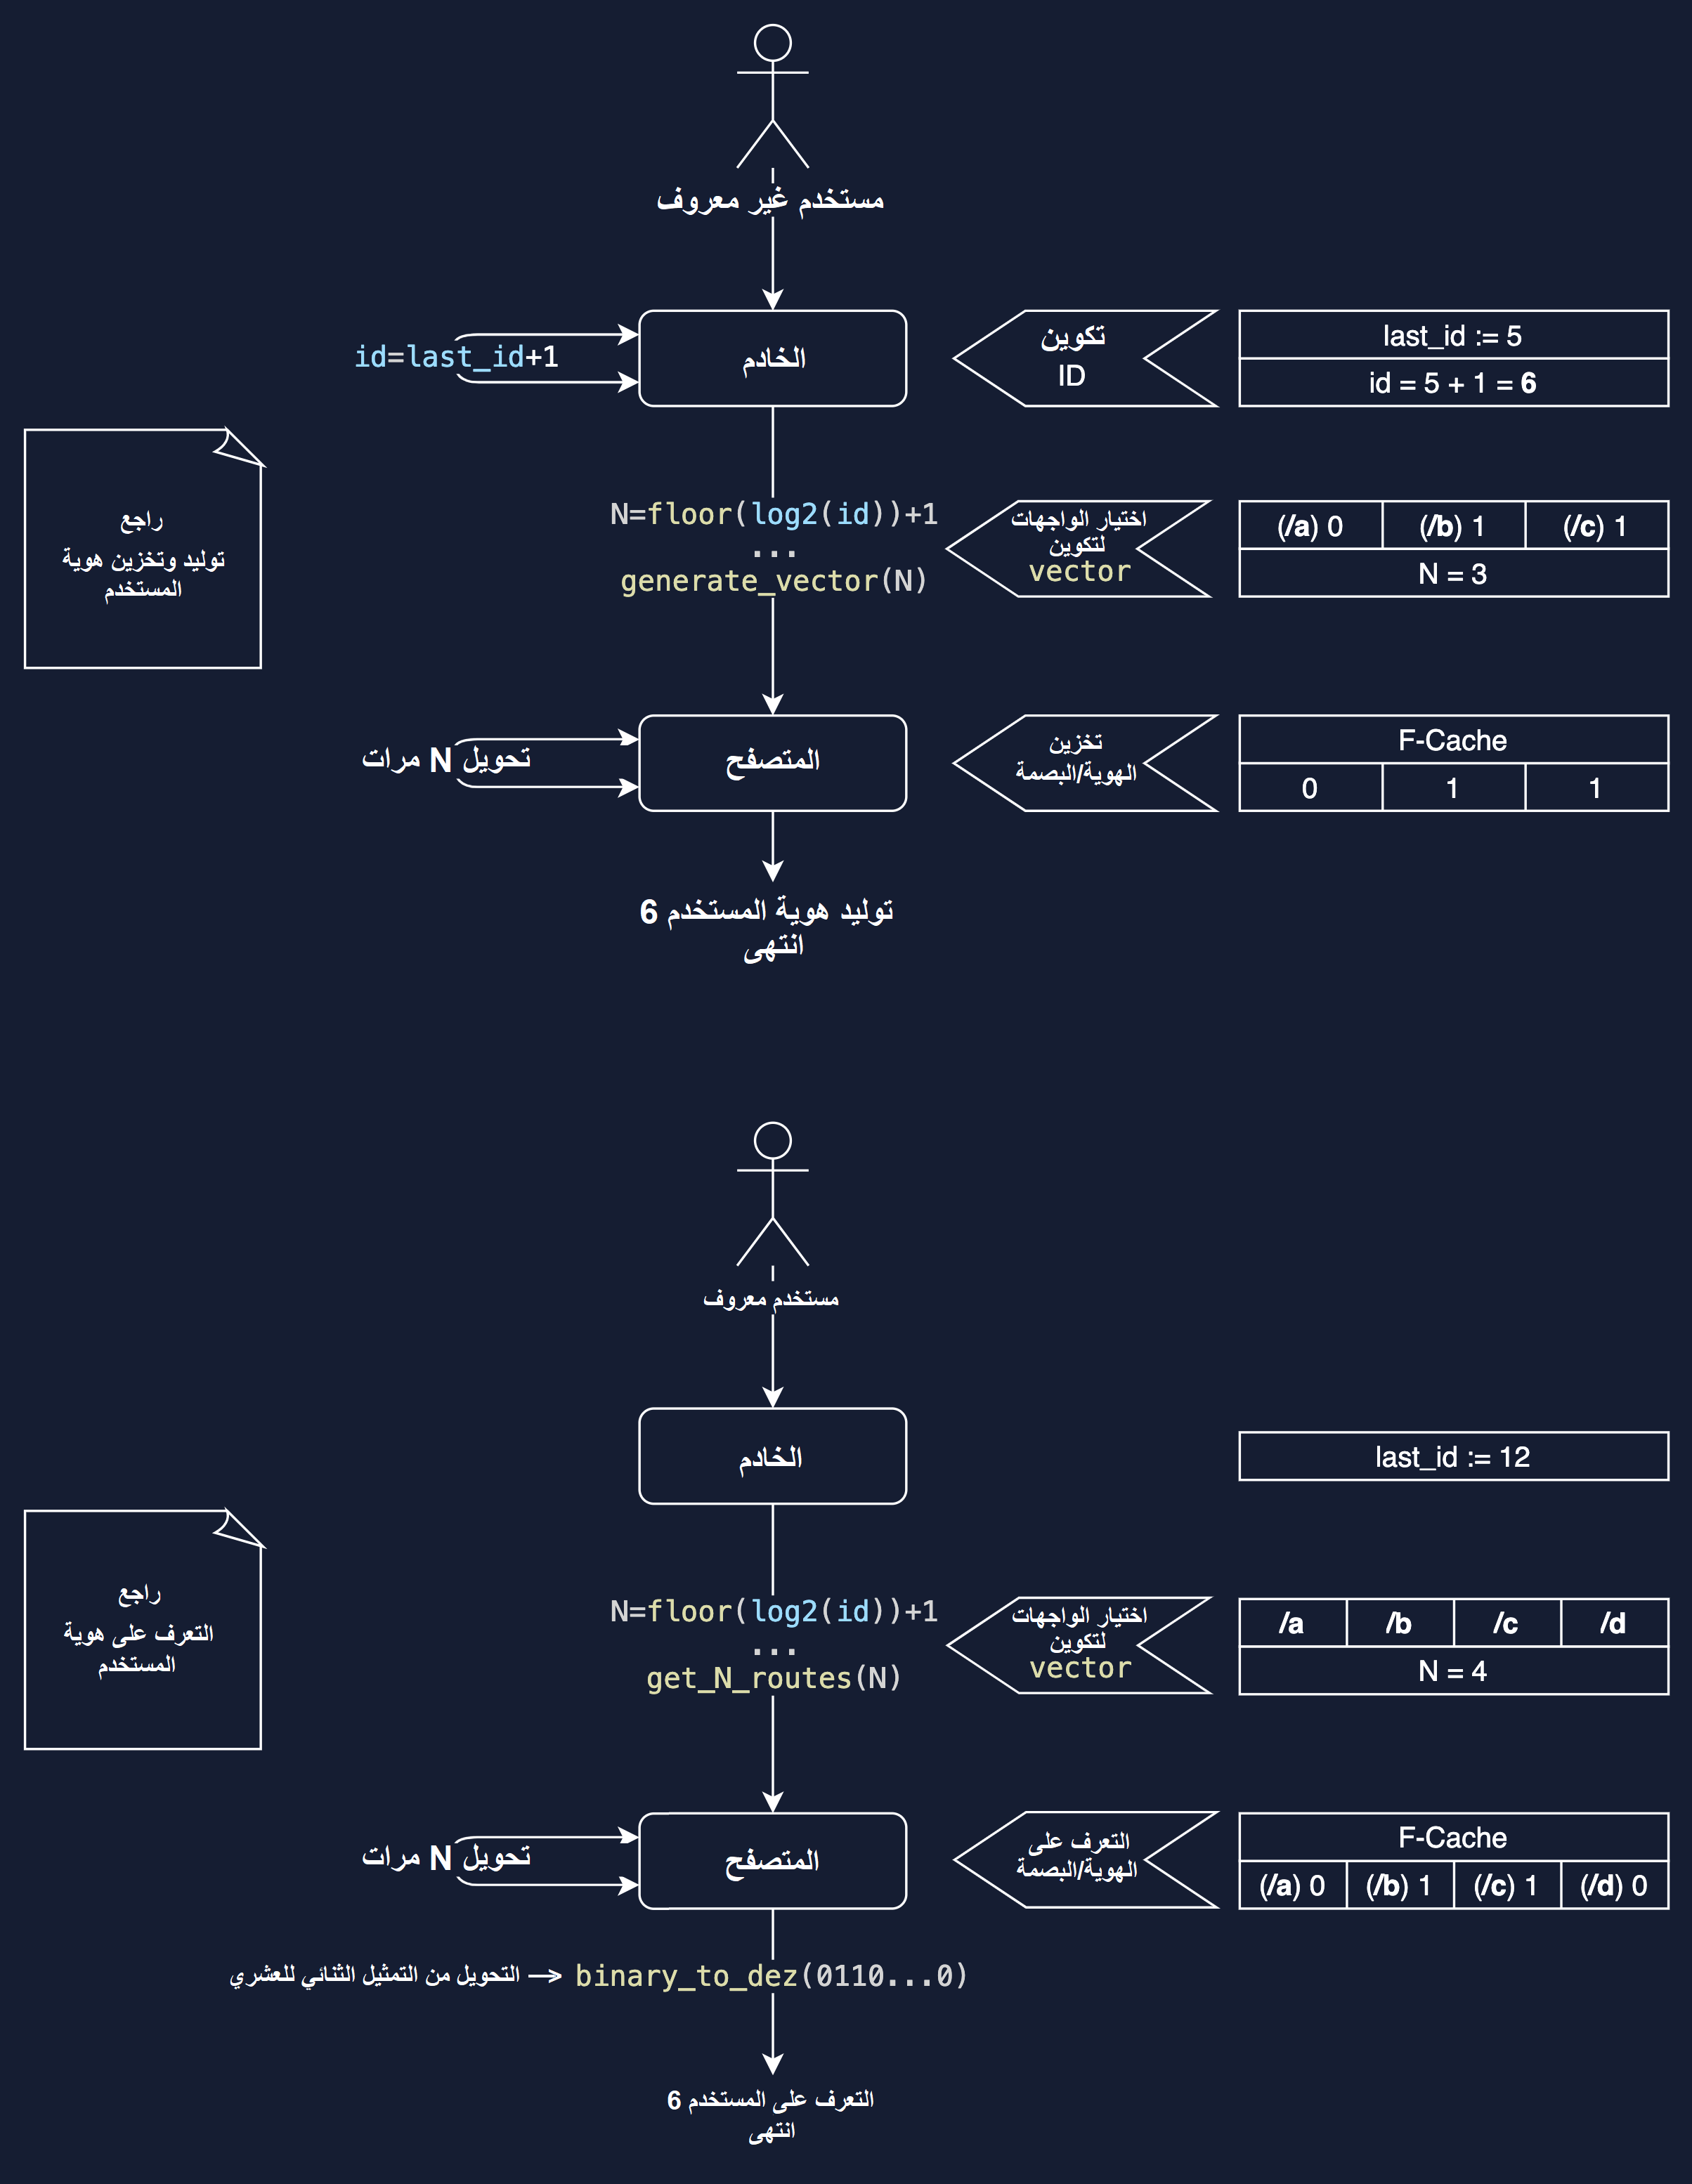 مستخدم غير معروف
id=last_id+1
الخادم
تكوين
ID
last_id := 5
id = 5 + 1 = 6
راجع
توليد وتخزين هوية
المستخدم
N=floor(log2(id))+1
...
generate_vector(N)
اختيار الواجهات
لتكوين
vector
(/a) 0
(/b) 1
(/c) 1
N = 3
تحويل N مرات
المتصفح
تخزين
الهوية/البصمة
F-Cache
0
1
1
توليد هوية المستخدم 6
انتهى
مستخدم معروف
الخادم
last_id := 12
راجع
التعرف على هوية
المستخدم
N=floor(log2(id))+1
...
get_N_routes(N)
اختيار الواجهات
لتكوين
vector
/a
/b
/c
/d
N = 4
تحويل N مرات
المتصفح
التعرف على
الهوية/البصمة
F-Cache
(/a) 0
(/b) 1
(/c) 1
(/d) 0
binary_to_dez(0110...0) —> التحويل من التمثيل الثنائي للعشري
التعرف على المستخدم 6
انتهى